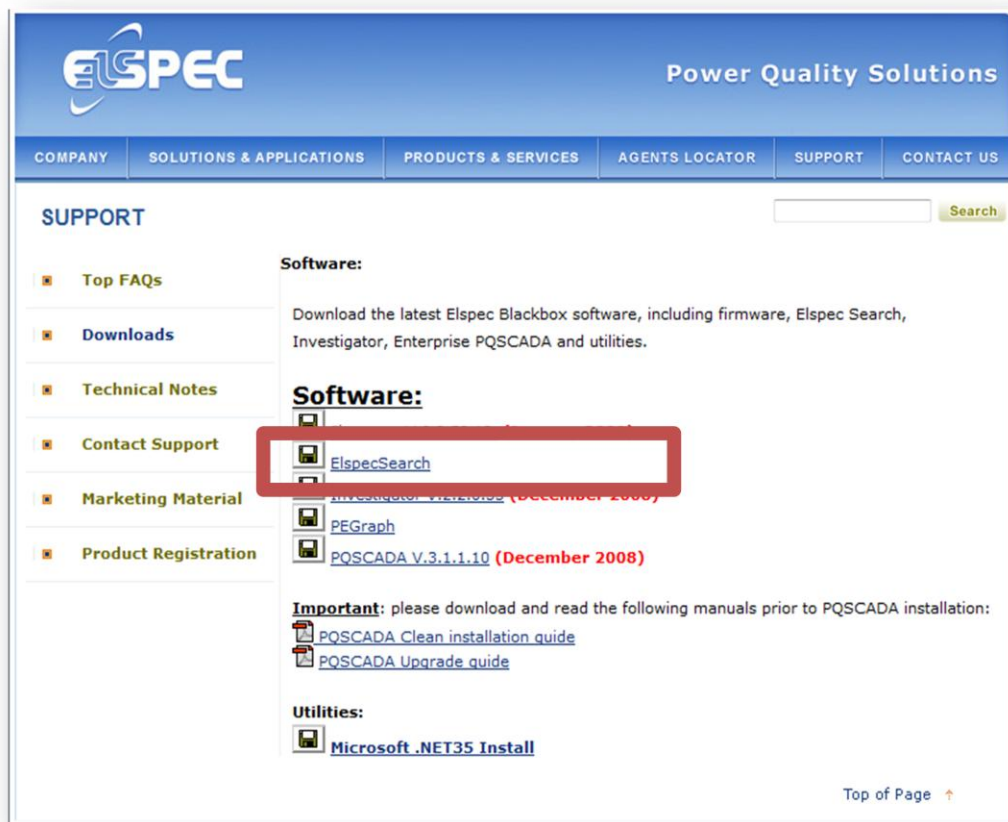 ELSPEC
Power Quality Solutions
COMPANY SOLUTIONS & APPLICATIONS PRODUCTS & SERVICES AGENTS LOCATOR SUPPORT CONTACT US
SUPPORT
Search
Top FAQs
Downloads
Technical Notes
Contact Support
Marketing Material
Product Registration
Software:
Download the latest Elspec Blackbox software, including firmware, Elspec Search,
Investigator, Enterprise PQSCADA and utilities.
Software:
ElspecSearch
Investigator (December 2008)
PEGraph
PQSCADA V.3.1.1.10 (December 2008)
Important: please download and read the following manuals prior to PQSCADA installation:
PQSCADA Clean installation guide
PQSCADA Upgrade guide
Utilities:
Microsoft .NET35 Install
Top of Page